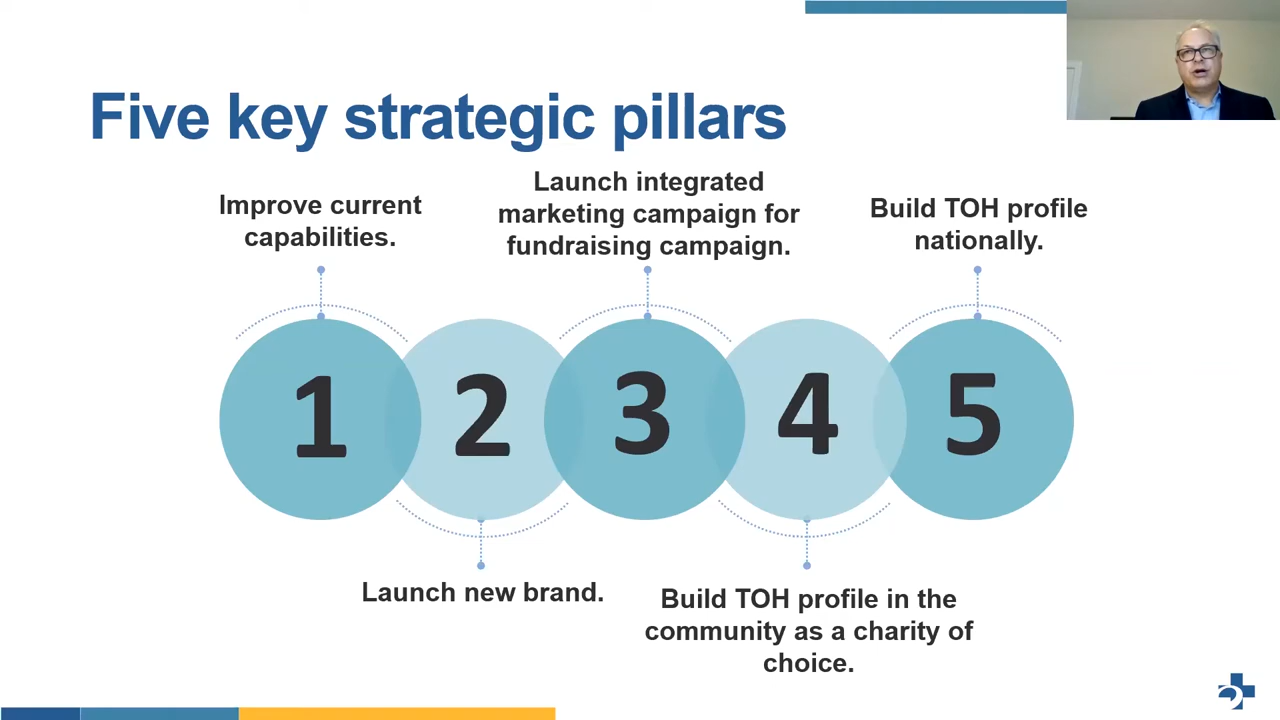 Five key strategic pillars
Improve current
capabilities.
Launch integrated
marketing campaign for
fundraising campaign.
Build TOH profile
nationally.
1
2
3
4
5
Launch new brand.
Build TOH profile in the
community as a charity of
choice.